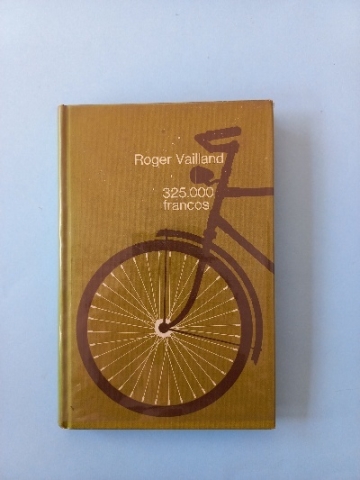 Roger Vailland
325.000
francos